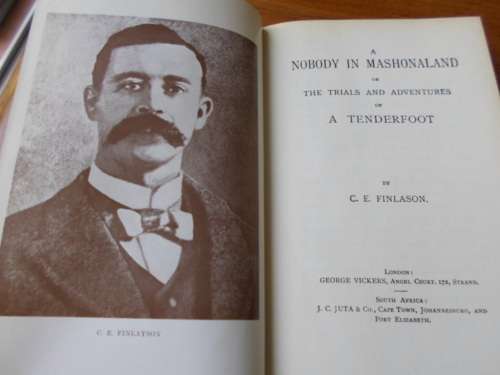 C. E. FINLAYSON
A
NOBODY IN MASHONALAND
OR
THE TRIALS AND ADVENTURES
OF
A TENDERFOOT
BY
C. E. FINLASON.
LONDON:
GEORGE VICKERS, ANGEL COURT, 172, STRAND.
SOUTH AFRICA:
J. C. JUTA & CO., CAPE TOWN, JOHANNESBURG, AND
PORT ELIZABETH.